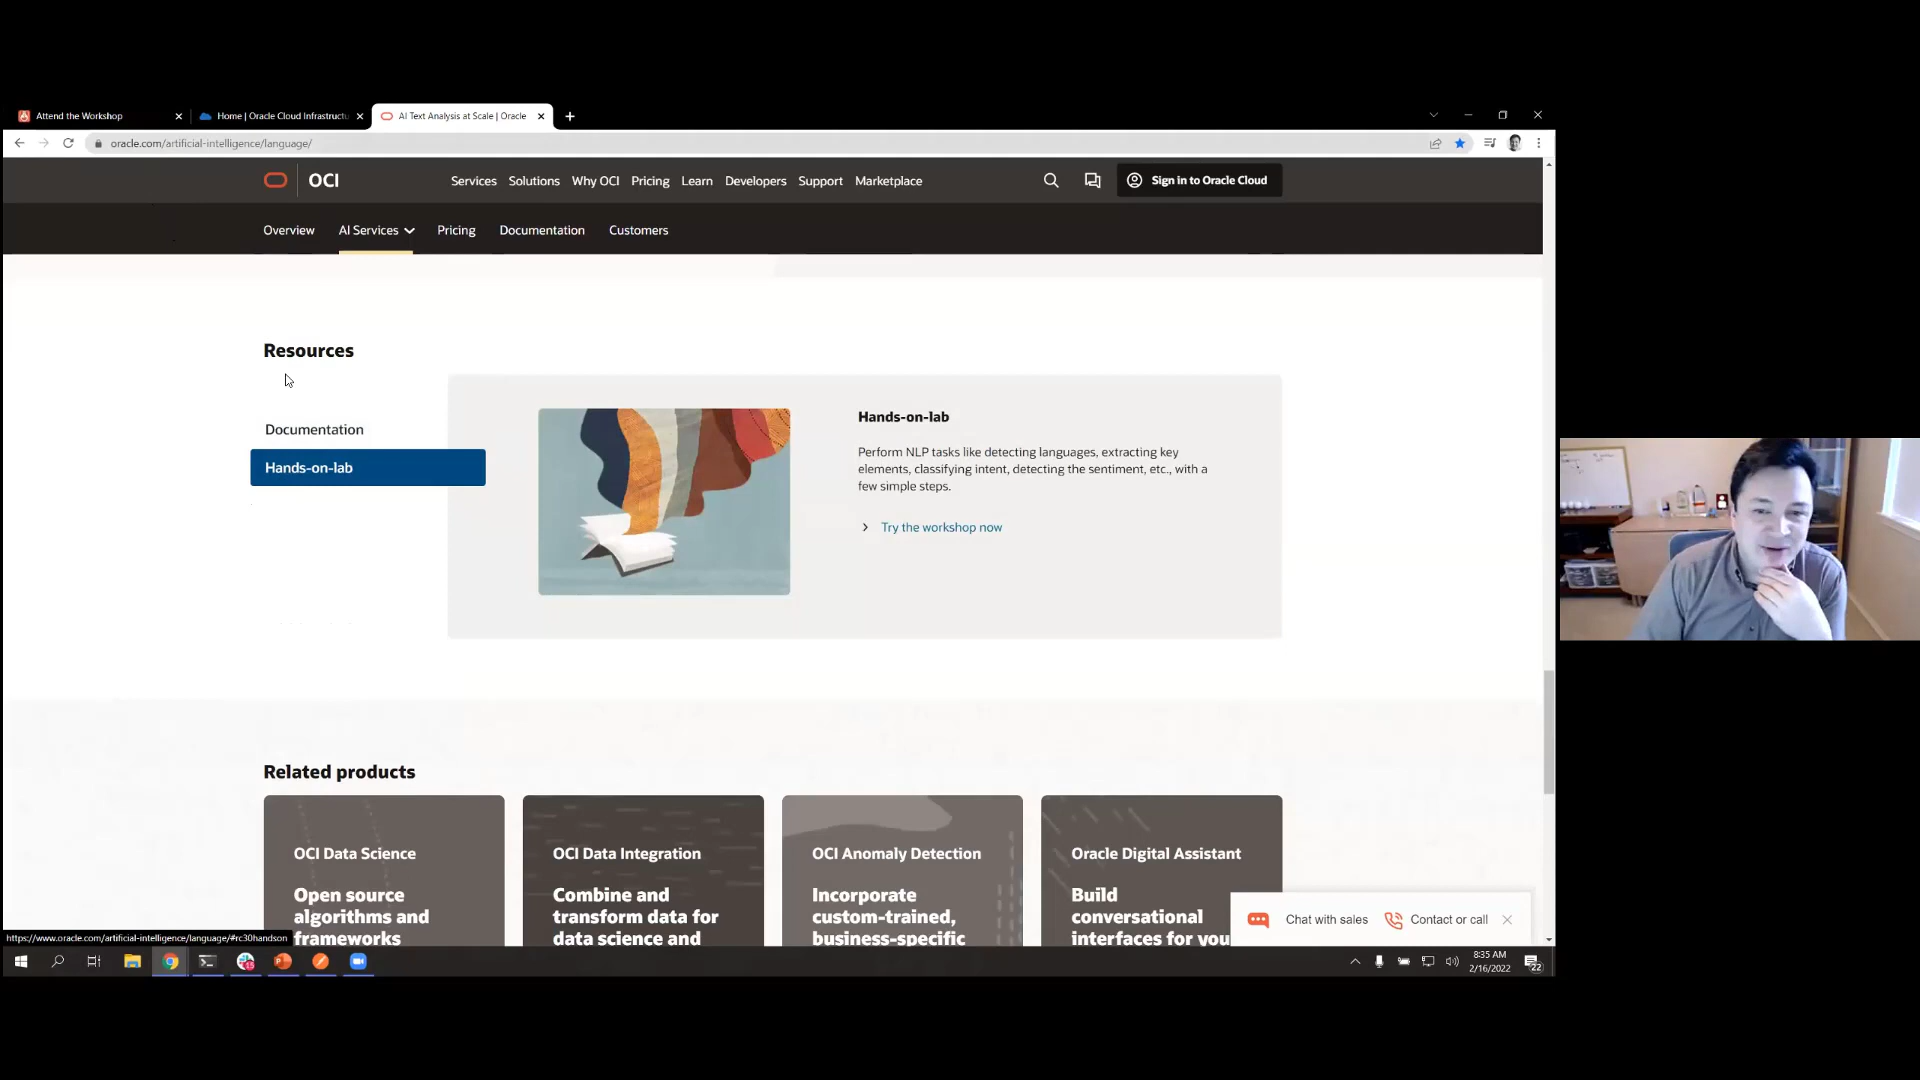 Attend the Workshop
Home | Oracle Cloud Infrastructu
AI Text Analysis at Scale | Oracle
oracle.com/artificial-intelligence/language/
OCI
Services
Solutions
Why OCI
Pricing
Learn
Developers
Support
Marketplace
Sign in to Oracle Cloud
Overview
AI Services
Pricing
Documentation
Customers
Resources
Documentation
Hands-on-lab
Hands-on-lab
Perform NLP tasks like detecting languages, extracting key
elements, classifying intent, detecting the sentiment, etc., with a
few simple steps.
Try the workshop now
Related products
OCI Data Science
Open source
algorithms and
frameworks
OCI Data Integration
Combine and
transform data for
data science and
OCI Anomaly Detection
Incorporate
custom-trained,
business-specific
Oracle Digital Assistant
Build
conversational
interfaces for you
Chat with sales
Contact or call
https://www.oracle.com/artificial-intelligence/language/#rc30handson
8:35 AM
2/16/2022
22